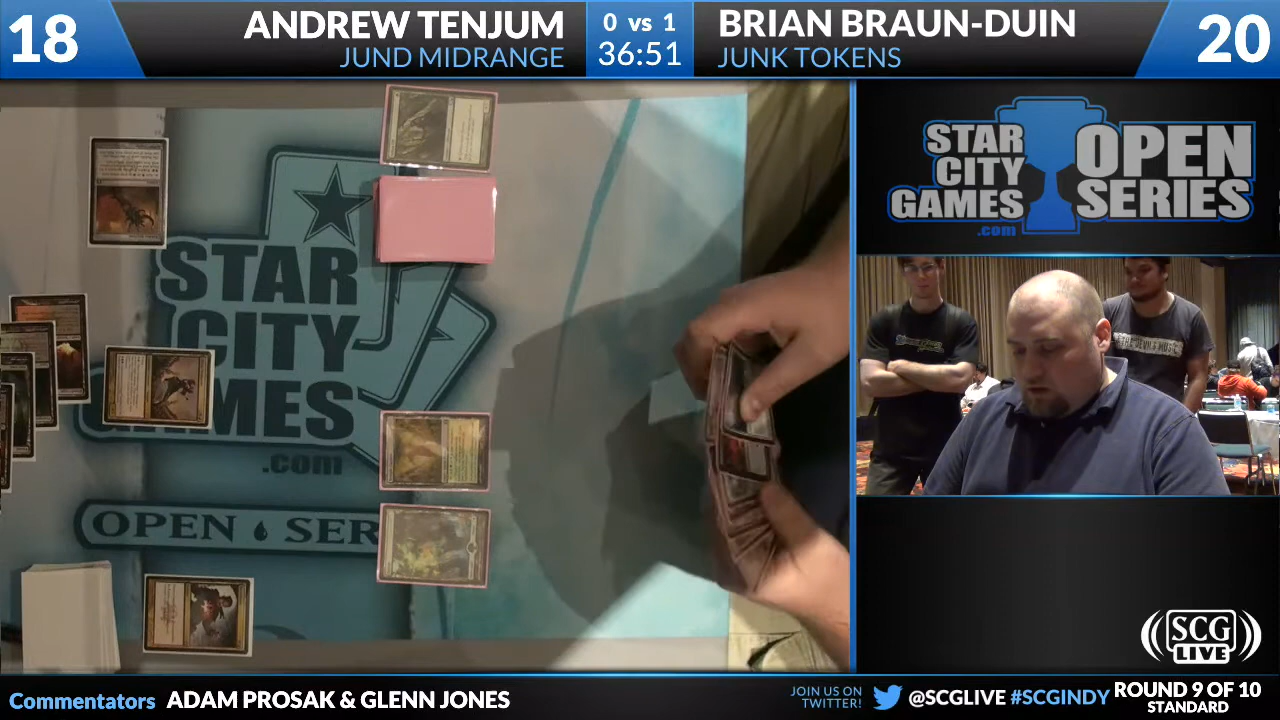 18
ANDREW TENJUM
JUND MIDRANGE
0 vs 1
36:51
BRIAN BRAUN-DUIN
JUNK TOKENS
20
STAR
CITY
GAMES
.com
OPEN
SERIES
STAR
CITY
GAMES
.com
OPEN SER
SCG
LIVE
Commentators ADAM PROSAK & GLENN JONES
JOIN US ON
TWITTER!
@SCGLIVE #SCGINDY
ROUND 9 OF 10
STANDARD